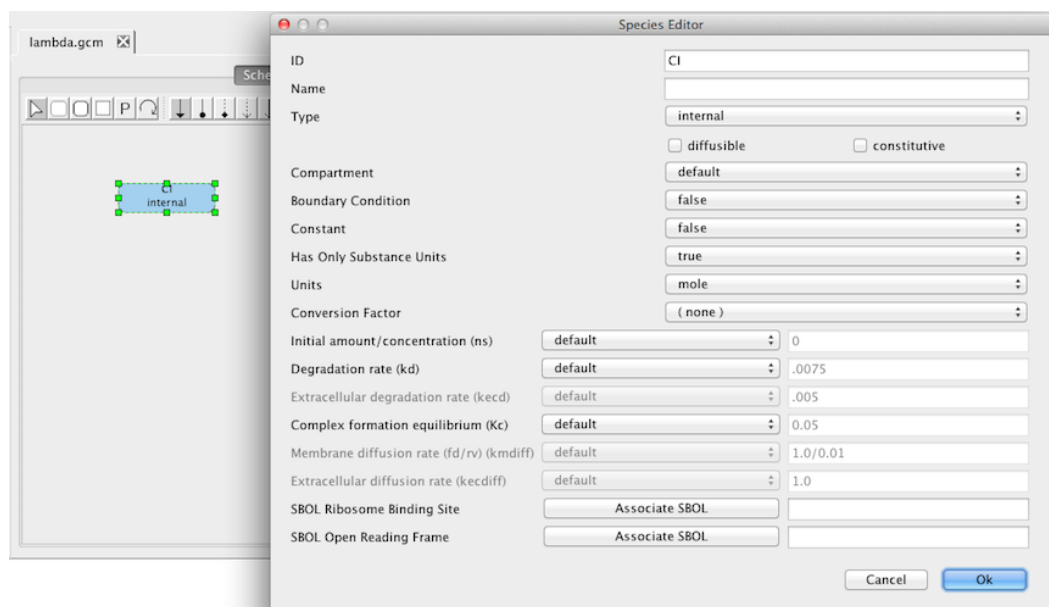 lambda.gcm
Sche
P
CI
internal
Species Editor
ID CI
Name
Type internal
diffusible constitutive
Compartment default
Boundary Condition false
Constant false
Has Only Substance Units true
Units mole
Conversion Factor ( none )
Initial amount/concentration (ns) default 0
Degradation rate (kd) default .0075
Extracellular degradation rate (kecd) default .005
Complex formation equilibrium (Kc) default 0.05
Membrane diffusion rate (fd/rv) (kmdiff) default 1.0/0.01
Extracellular diffusion rate (kecdiff) default 1.0
SBOL Ribosome Binding Site Associate SBOL
SBOL Open Reading Frame Associate SBOL
Cancel Ok